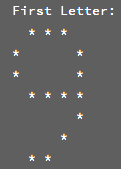 First Letter:
  * * *
*       *
*       *
  * * * *
        *
      *
  * *